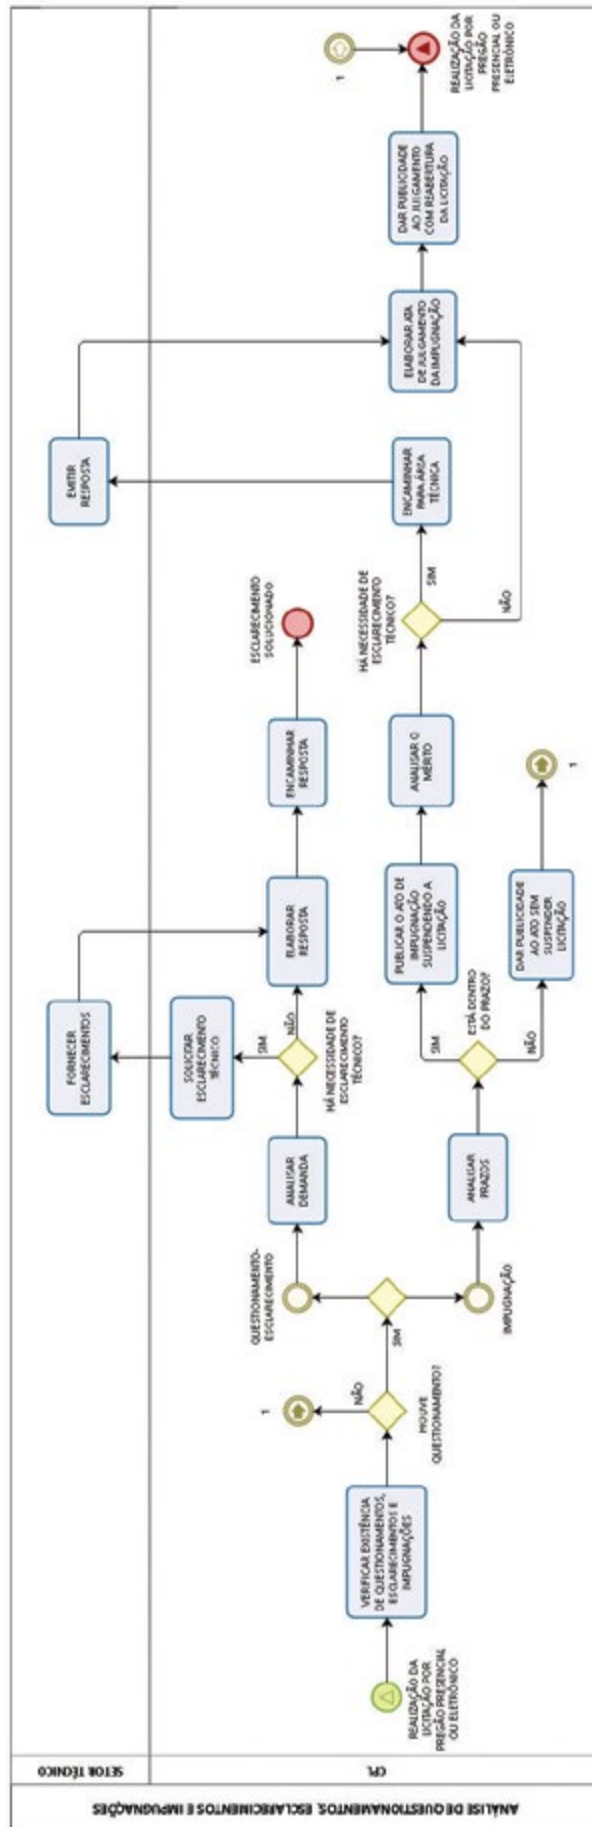 ANÁLISE DE QUESTIONAMENTOS, ESCLARECIMENTOS E IMPUGNAÇÕES
SETOR TÉCNICO
CPL
REALIZAÇÃO DA
LICITAÇÃO POR
PREGÃO PRESENCIAL
OU ELETRÔNICO
VERIFICAR EXISTÊNCIA
DE QUESTIONAMENTOS,
ESCLARECIMENTOS E
IMPUGNAÇÕES
HOUVE
QUESTIONAMENTO?
NÃO
1
SIM
QUESTIONAMENTO-
ESCLARECIMENTO
IMPUGNAÇÃO
ANALISAR
DEMANDA
HÁ NECESSIDADE DE
ESCLARECIMENTO
TÉCNICO?
SIM
NÃO
SOLICITAR
ESCLARECIMENTO
TÉCNICO
FORNECER
ESCLARECIMENTOS
ELABORAR
RESPOSTA
ENCAMINHAR
RESPOSTA
ESCLARECIMENTO
SOLUCIONADO
ANALISAR
PRAZOS
ESTÁ DENTRO
DO PRAZO?
SIM
NÃO
PUBLICAR O ATO DE
IMPUGNAÇÃO
SUSPENDENDO A
LICITAÇÃO
DAR PUBLICIDADE
AO ATO SEM
SUSPENDER
LICITAÇÃO
1
ANALISAR O
MÉRITO
HÁ NECESSIDADE DE
ESCLARECIMENTO
TÉCNICO?
SIM
NÃO
ENCAMINHAR
PARA ÁREA
TÉCNICA
EMITIR
RESPOSTA
ELABORAR ATA
DE JULGAMENTO
DA IMPUGNAÇÃO
DAR PUBLICIDADE
AO JULGAMENTO
COM REABERTURA
DA LICITAÇÃO
1
REALIZAÇÃO DA
LICITAÇÃO POR
PREGÃO
PRESENCIAL OU
ELETRÔNICO